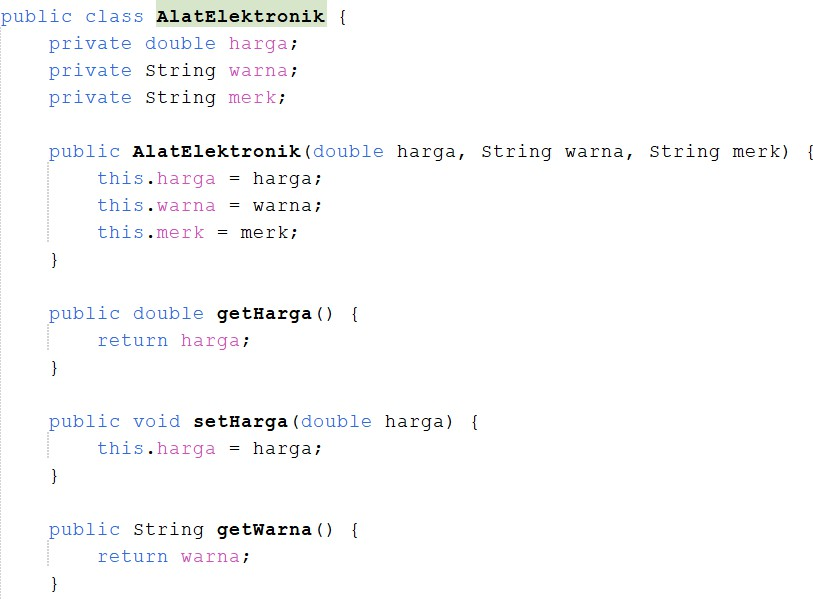 public class AlatElektronik {
    private double harga;
    private String warna;
    private String merk;
    public AlatElektronik(double harga, String warna, String merk) {
        this.harga = harga;
        this.warna = warna;
        this.merk = merk;
    }
    public double getHarga() {
        return harga;
    }
    public void setHarga(double harga) {
        this.harga = harga;
    }
    public String getWarna() {
        return warna;
    }